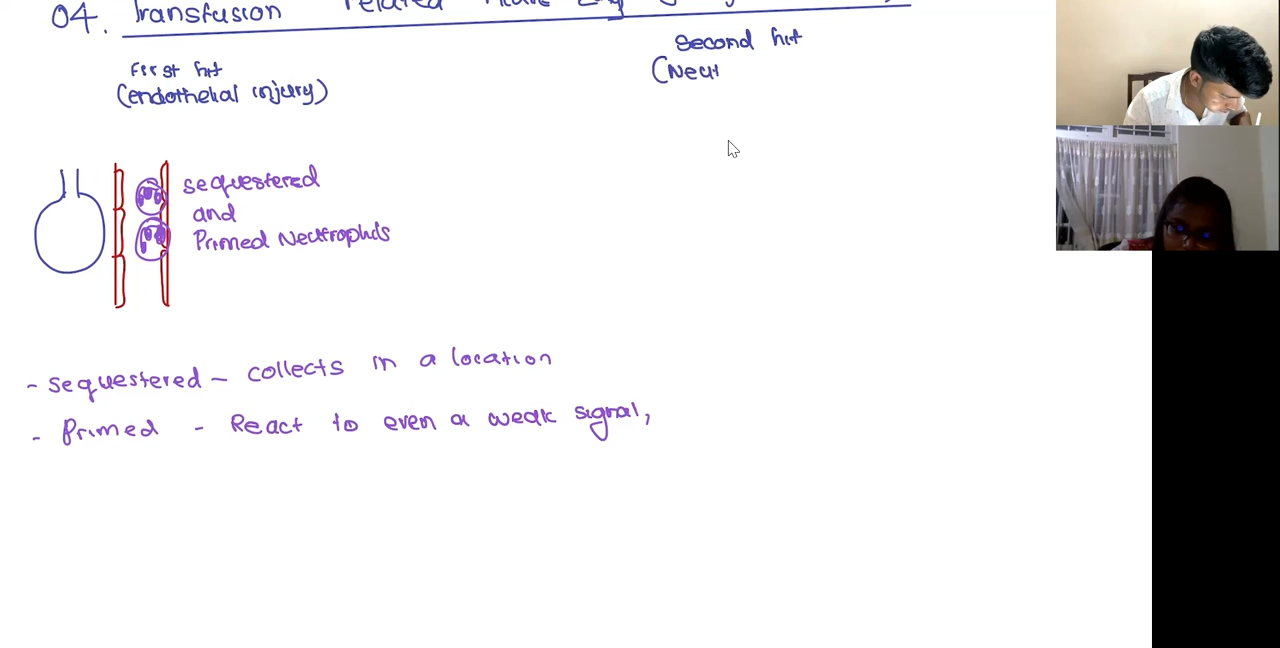 04. Transfusion related
First hit
(endothelial injury)
Second hit
(Neut
sequestered
and
Primed Neutrophils
- sequestered - collects in a location
- Primed - React to even a weak signal,